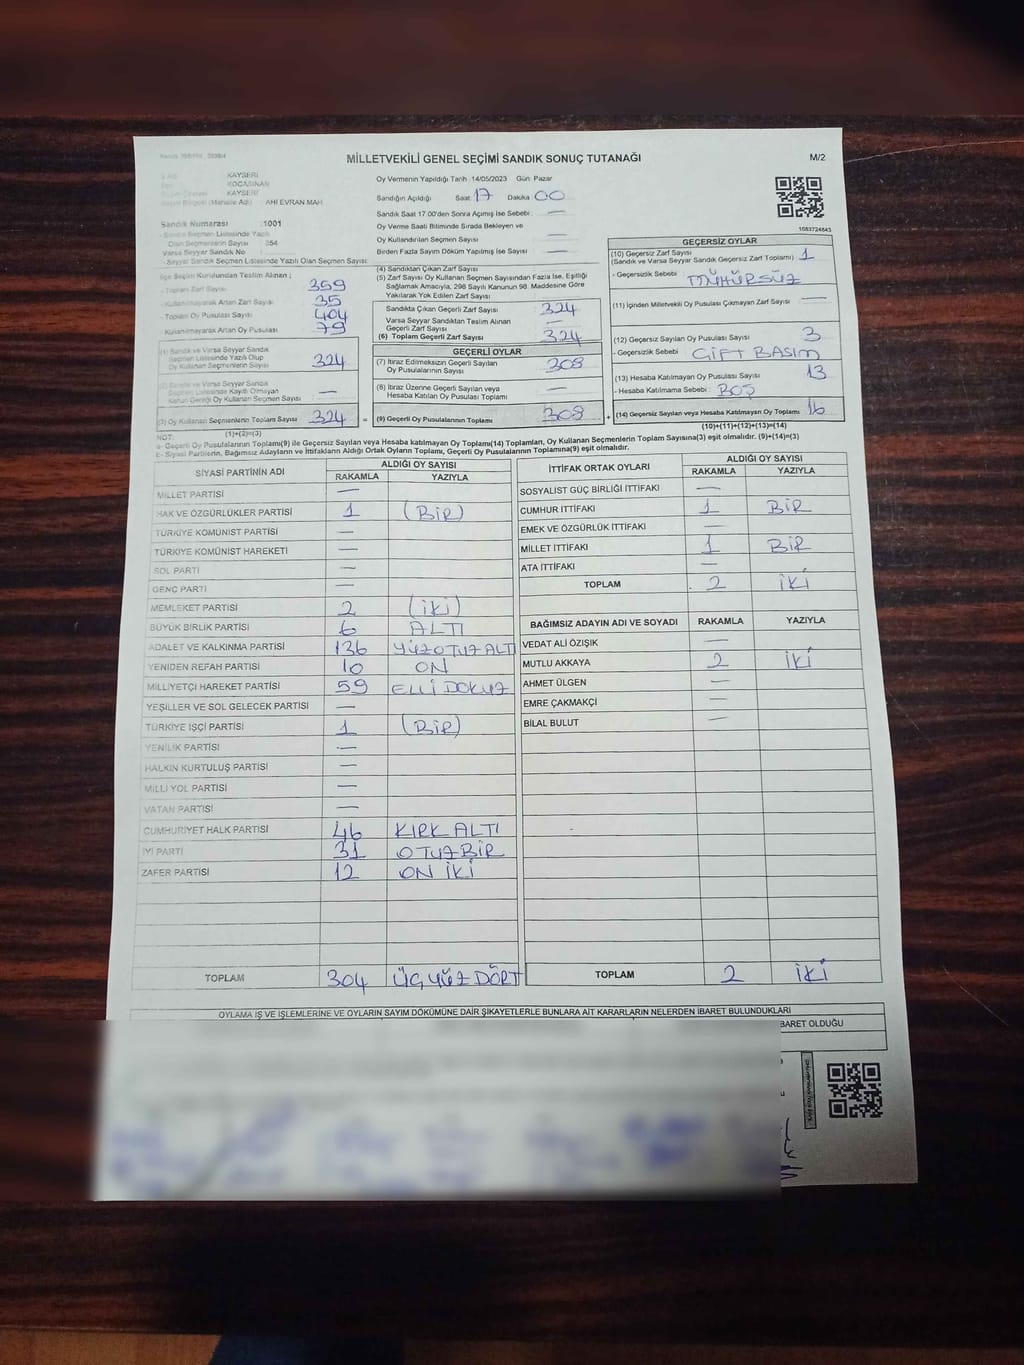 MİLLETVEKİLİ GENEL SEÇİMİ SANDIK SONUÇ TUTANAĞI
M/2
KAYSERİ
KOCASİNAN
KAYSERİ
AHİ EVRAN MAH
Oy Vermenin Yapıldığı Tarih :14/05/2023 Gün: Pazar
Sandığın Açıldığı Saat: 17 Dakika 00
Sandık Saat 17.00'den Sonra Açımış İse Sebebi: —
Oy Verme Saati Bitiminde Sırada Bekleyen ve
Oy Kullandırılan Seçmen Sayısı —
Birden Fazla Sayım Döküm Yapılmış İse Sayısı —
1683724843
Sandık Numarası :1001
- Sandık Seçmen Listesinde Yazılı
Olan Seçmenlerin Sayısı :354
Varsa Seyyar Sandık No
- Seyyar Sandık Seçmen Listesinde Yazılı Olan Seçmen Sayısı:
İlçe Seçim Kurulundan Teslim Alınan ;
- Toplam Zarf Sayısı 359
- Kullanılmayarak Artan Zarf Sayısı 35
- Toplam Oy Pusulası Sayısı 404
- Kullanılmayarak Artan Oy Pusulası 79
(1) Sandık ve Varsa Seyyar Sandık
Seçmen Listesinde Yazılı Olup
Oy Kullanan Seçmenlerin Sayısı 324
(2) Sandık ve Varsa Seyyar Sandık
Seçmen Listesinde Kayıtlı Olmayan
Kanun Gereği Oy Kullanan Seçmen Sayısı —
(3) Oy Kullanan Seçmenlerin Toplam Sayısı 324 =
(1)+(2)=(3)
(4) Sandıktan Çıkan Zarf Sayısı
(5) Zarf Sayısı Oy Kullanan Seçmen Sayısından Fazla İse, Eşitliği
Sağlamak Amacıyla, 298 Sayılı Kanunun 98. Maddesine Göre
Yakılarak Yok Edilen Zarf Sayısı
Sandıkta Çıkan Geçerli Zarf Sayısı 324
Varsa Seyyar Sandıktan Teslim Alınan
Geçerli Zarf Sayısı —
(6) Toplam Geçerli Zarf Sayısı 324
GEÇERLİ OYLAR
(7) İtiraz Edilmeksizin Geçerli Sayılan
Oy Pusulalarının Sayısı 308
(8) İtiraz Üzerine Geçerli Sayılan veya
Hesaba Katılan Oy Pusulası Toplamı —
(9) Geçerli Oy Pusulalarının Toplamı 308 +
GEÇERSİZ OYLAR
(10) Geçersiz Zarf Sayısı
(Sandık ve Varsa Seyyar Sandık Geçersiz Zarf Toplamı) 1
- Geçersizlik Sebebi : MÜHÜRSÜZ
(11) İçinden Milletvekili Oy Pusulası Çıkmayan Zarf Sayısı —
(12) Geçersiz Sayılan Oy Pusulası Sayısı 3
- Geçersizlik Sebebi ÇİFT BASIM
(13) Hesaba Katılmayan Oy Pusulası Sayısı 13
- Hesaba Katılmama Sebebi : BOŞ
(14) Geçersiz Sayılan veya Hesaba Katılmayan Oy Toplamı 16
(10)+(11)+(12)+(13)=(14)
NOT:
a- Geçerli Oy Pusulalarının Toplamı(9) ile Geçersiz Sayılan veya Hesaba katılmayan Oy Toplamı(14) Toplamları, Oy Kullanan Seçmenlerin Toplam Sayısına(3) eşit olmalıdır. (9)+(14)=(3)
b- Siyasi Partilerin, Bağımsız Adayların ve İttifakların Aldığı Ortak Oyların Toplamı, Geçerli Oy Pusulalarının Toplamına(9) eşit olmalıdır.
SİYASİ PARTİNİN ADI ALDIĞI OY SAYISI
RAKAMLA YAZIYLA
MİLLET PARTİSİ —
HAK VE ÖZGÜRLÜKLER PARTİSİ 1 (BİR)
TÜRKİYE KOMÜNİST PARTİSİ —
TÜRKİYE KOMÜNİST HAREKETİ —
SOL PARTİ —
GENÇ PARTİ —
MEMLEKET PARTİSİ 2 (İKİ)
BÜYÜK BİRLİK PARTİSİ 6 ALTI
ADALET VE KALKINMA PARTİSİ 136 YÜZOTUZALTI
YENİDEN REFAH PARTİSİ 10 ON
MİLLİYETÇİ HAREKET PARTİSİ 59 ELLİ DOKUZ
YEŞİLLER VE SOL GELECEK PARTİSİ —
TÜRKİYE İŞÇİ PARTİSİ 1 (BİR)
YENİLİK PARTİSİ —
HALKIN KURTULUŞ PARTİSİ —
MİLLİ YOL PARTİSİ —
VATAN PARTİSİ —
CUMHURİYET HALK PARTİSİ 46 KIRK ALTI
İYİ PARTİ 31 OTUZBİR
ZAFER PARTİSİ 12 ON İKİ
TOPLAM 304 ÜÇYÜZ DÖRT
İTTİFAK ORTAK OYLARI ALDIĞI OY SAYISI
RAKAMLA YAZIYLA
SOSYALİST GÜÇ BİRLİĞİ İTTİFAKI —
CUMHUR İTTİFAKI 1 BİR
EMEK VE ÖZGÜRLÜK İTTİFAKI —
MİLLET İTTİFAKI 1 BİR
ATA İTTİFAKI —
TOPLAM 2 İKİ
BAĞIMSIZ ADAYIN ADI VE SOYADI RAKAMLA YAZIYLA
VEDAT ALİ ÖZIŞIK —
MUTLU AKKAYA 2 İKİ
AHMET ÜLGEN —
EMRE ÇAKMAKÇİ —
BİLAL BULUT —
TOPLAM 2 İKİ
OYLAMA İŞ VE İŞLEMLERİNE VE OYLARIN SAYIM DÖKÜMÜNE DAİR ŞİKAYETLERLE BUNLARA AİT KARARLARIN NELERDEN İBARET BULUNDUKLARI
BARET OLDUĞU